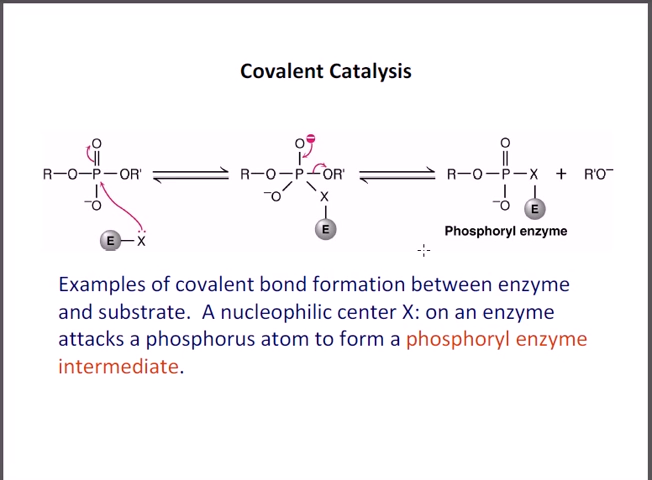 Covalent Catalysis
O
R—O—P—OR'
⁻O
E—X
O⊖
R—O—P—OR'
⁻O
X
E
O
R—O—P—X + R'O⁻
⁻O
E
Phosphoryl enzyme
Examples of covalent bond formation between enzyme
and substrate. A nucleophilic center X: on an enzyme
attacks a phosphorus atom to form a phosphoryl enzyme
intermediate.